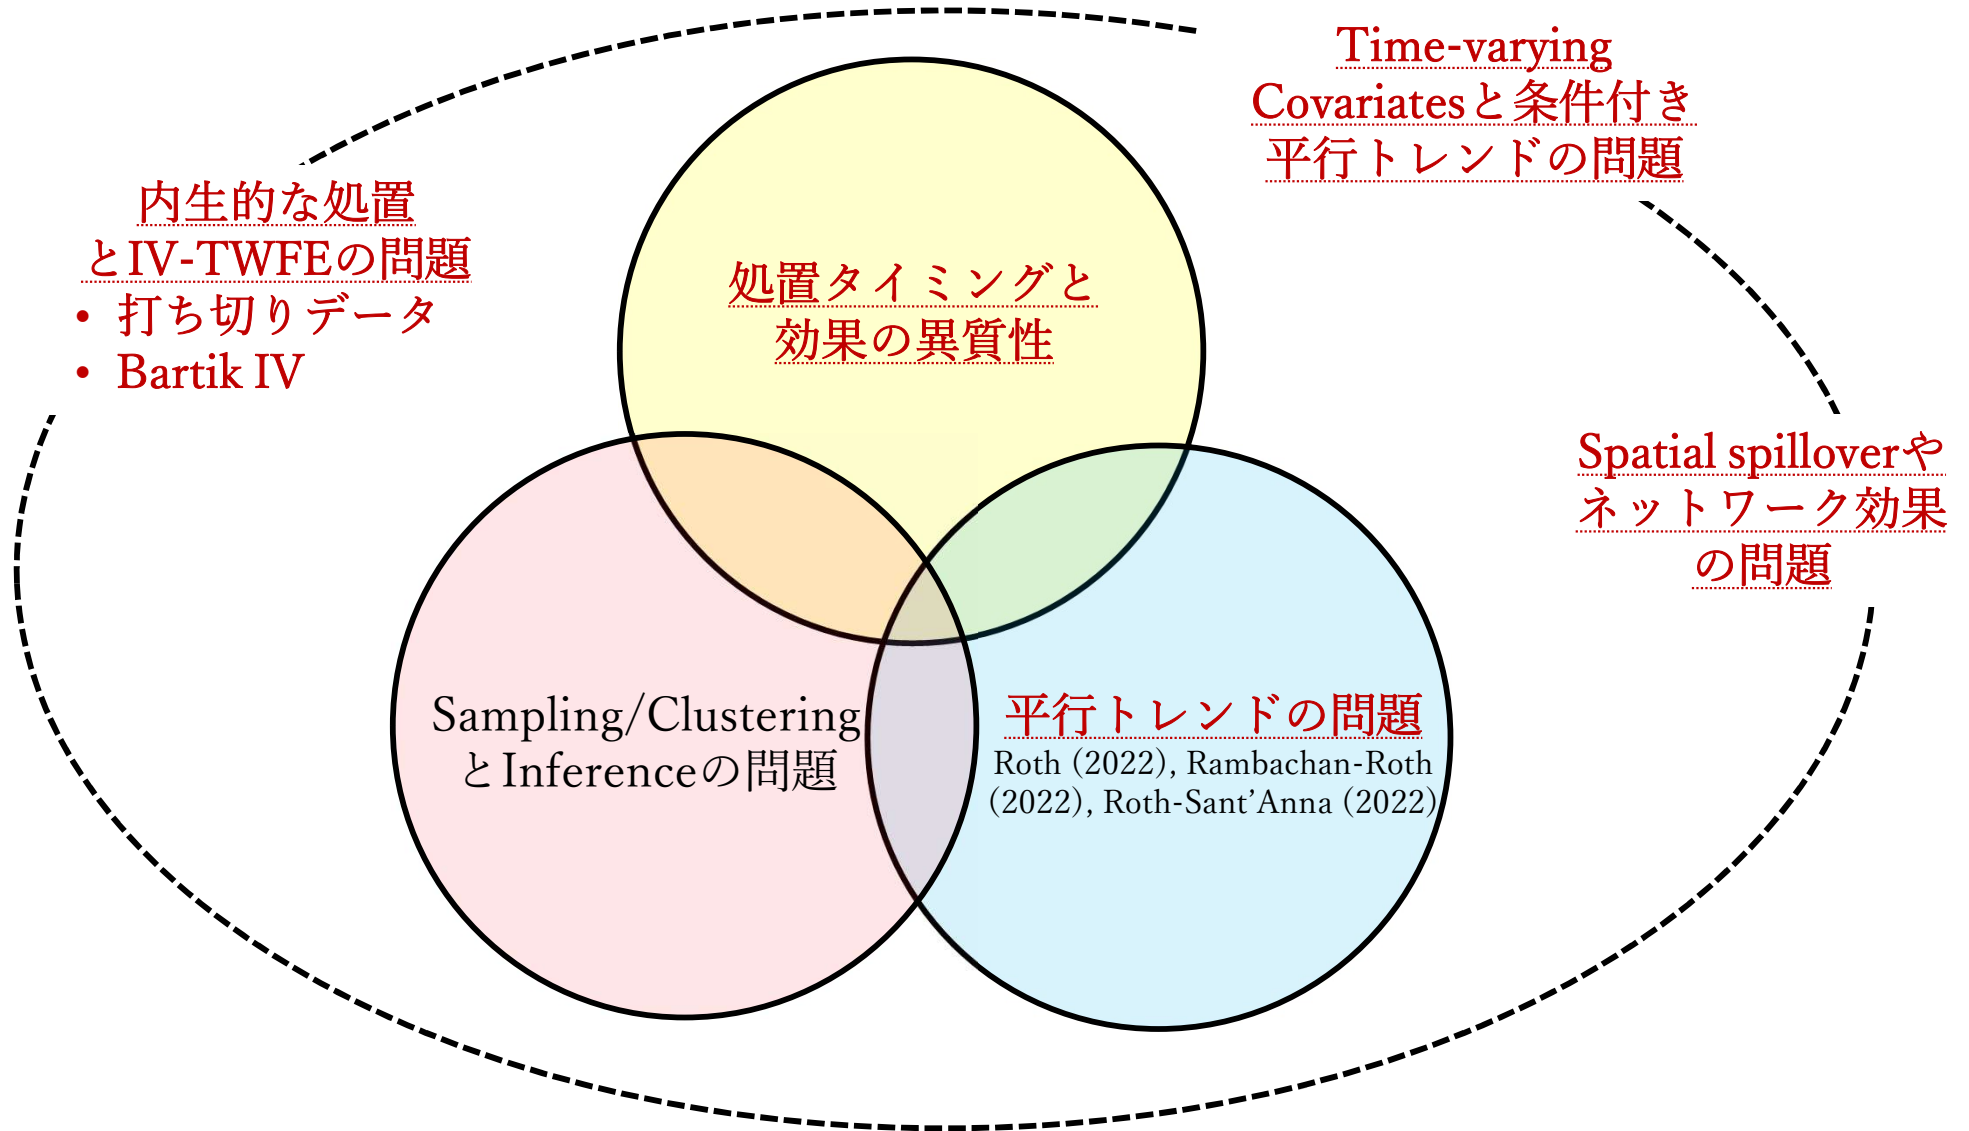 Time-varying
Covariatesと条件付き
平行トレンドの問題
内生的な処置
とIV-TWFEの問題
• 打ち切りデータ
• Bartik IV
処置タイミングと
効果の異質性
Spatial spilloverや
ネットワーク効果
の問題
Sampling/Clustering
とInferenceの問題
平行トレンドの問題
Roth (2022), Rambachan-Roth
(2022), Roth-Sant’Anna (2022)